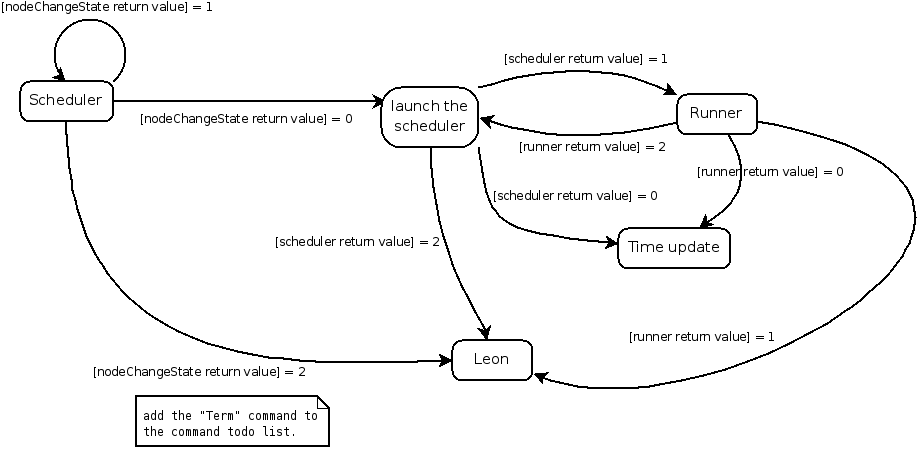 [nodeChangeState return value] = 1
[scheduler return value] = 1
Scheduler
launch the
scheduler
Runner
[nodeChangeState return value] = 0
[runner return value] = 2
[runner return value] = 0
[scheduler return value] = 0
[scheduler return value] = 2
Time update
[runner return value] = 1
Leon
[nodeChangeState return value] = 2
add the "Term" command to
the command todo list.